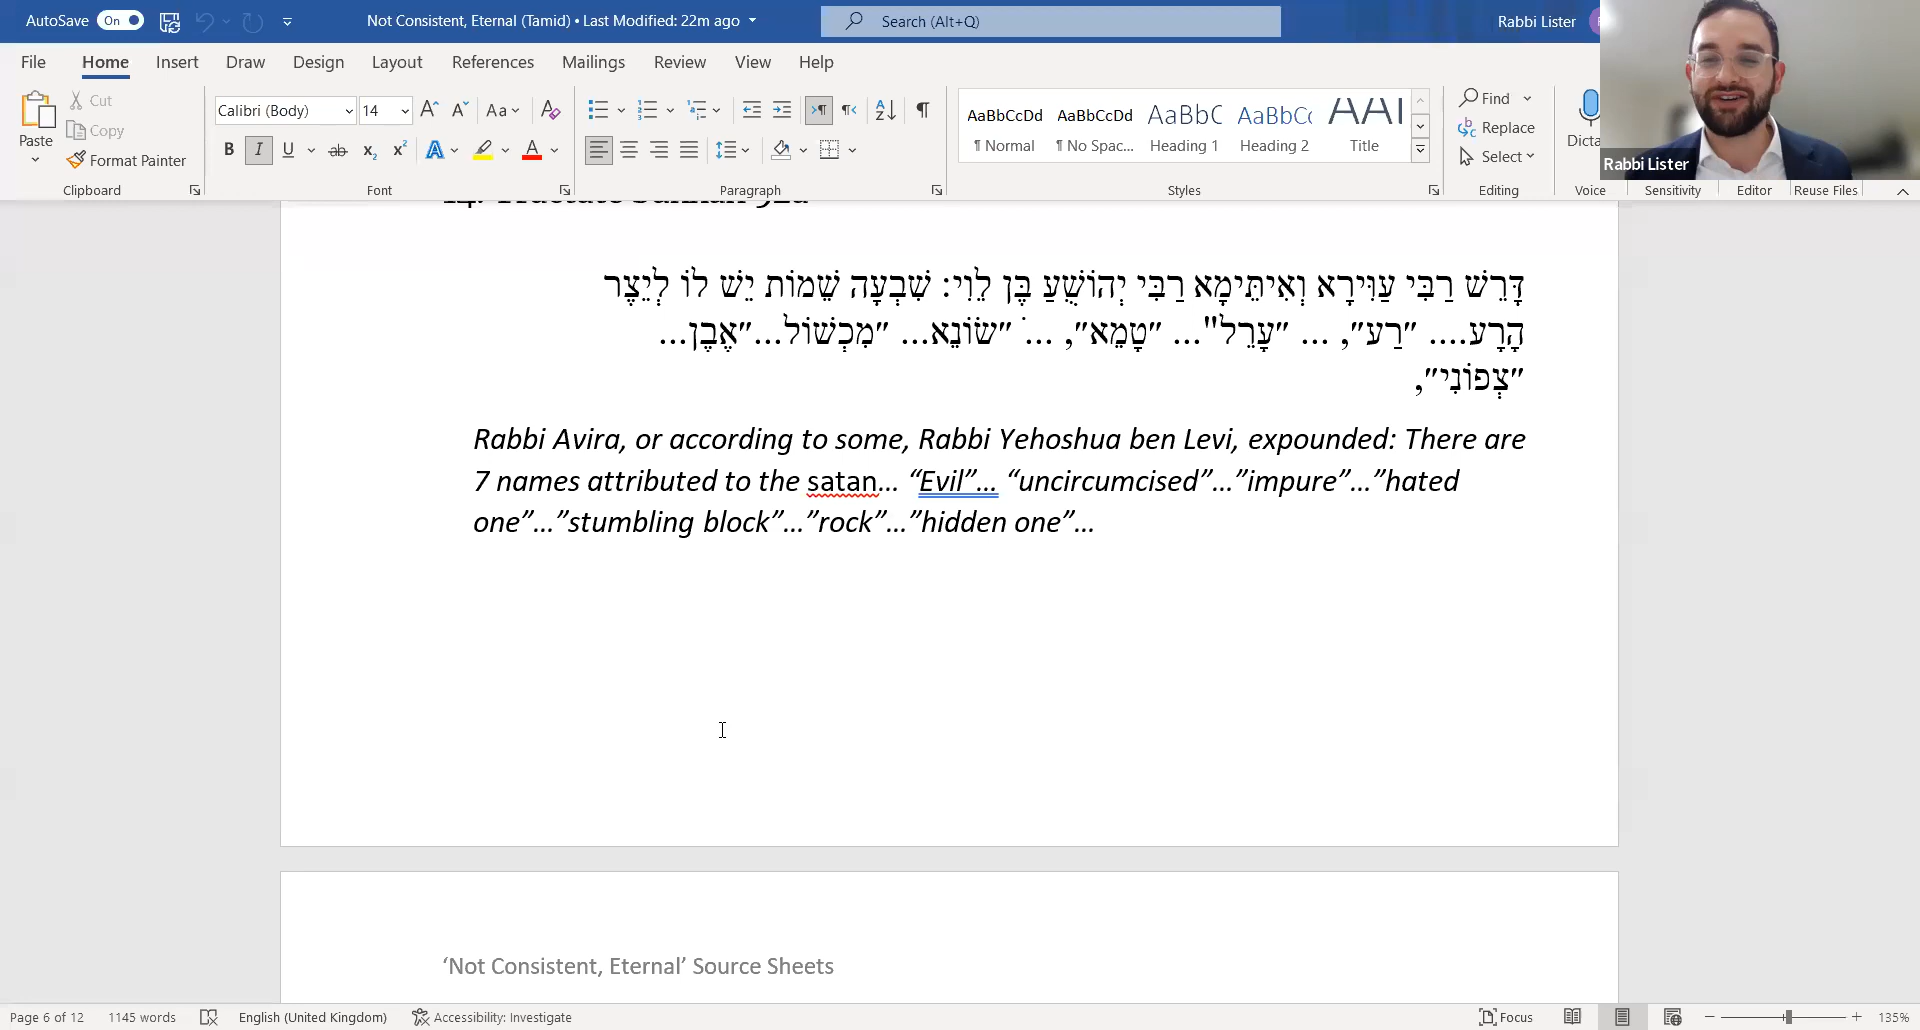 AutoSave On Not Consistent, Eternal (Tamid) • Last Modified: 22m ago Search (Alt+Q) Rabbi Lister
File Home Insert Draw Design Layout References Mailings Review View Help
Paste Cut Copy Format Painter Clipboard
Calibri (Body) 14 Aa
B I U ab x₂ x² A A Font
Paragraph
AaBbCcDd AaBbCcDd AaBbC AaBbCc AAI
¶ Normal ¶ No Spac... Heading 1 Heading 2 Title
Styles
Find Replace Select Editing
Voice Sensitivity Editor Reuse Files
Rabbi Lister
דָּרֵשׁ רַבִּי עַוִּירָא וְאִיתֵּימָא רַבִּי יְהוֹשֻׁעַ בֶּן לֵוִי: שִׁבְעָה שֵׁמוֹת יֵשׁ לוֹ לְיֵצֶר
הָרָע.... ״רַע״, ... ״עָרֵל"... ״טָמֵא״, ... ״שׂוֹנֵא... ״מִכְשׁוֹל...״אֶבֶן...
״צְפוֹנִי״,
Rabbi Avira, or according to some, Rabbi Yehoshua ben Levi, expounded: There are
7 names attributed to the satan... “Evil”... “uncircumcised”...”impure”...”hated
one”...”stumbling block”...”rock”...”hidden one”...
‘Not Consistent, Eternal’ Source Sheets
Page 6 of 12 1145 words English (United Kingdom) Accessibility: Investigate Focus 135%